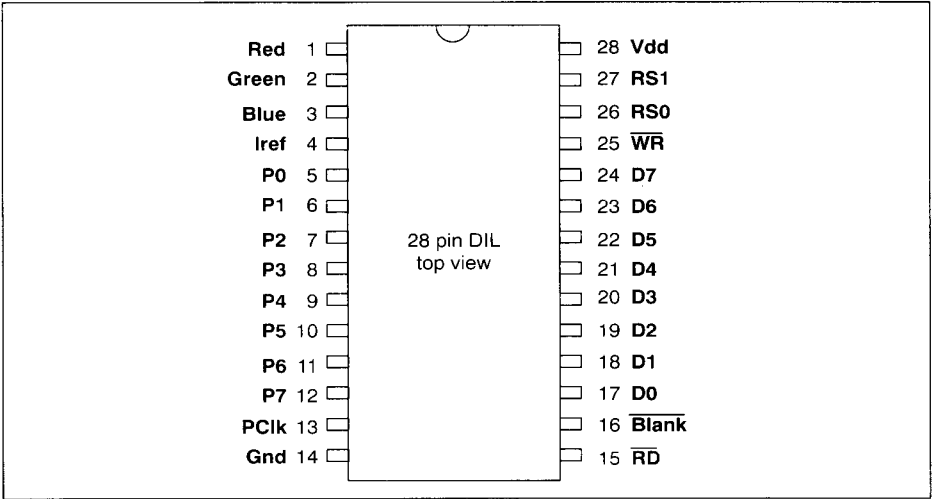 Red 1
Green 2
Blue 3
Iref 4
P0 5
P1 6
P2 7
P3 8
P4 9
P5 10
P6 11
P7 12
PClk 13
Gnd 14
28 pin DIL
top view
28 Vdd
27 RS1
26 RS0
25 W̅R̅
24 D7
23 D6
22 D5
21 D4
20 D3
19 D2
18 D1
17 D0
16 B̅l̅a̅n̅k̅
15 R̅D̅